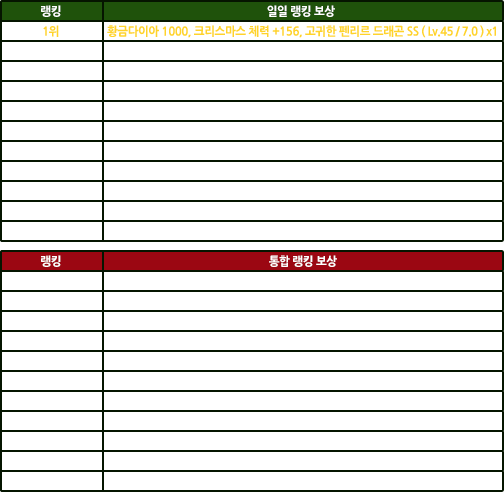 랭킹 일일 랭킹 보상
1위 황금다이아 1000, 크리스마스 체력 +156, 고귀한 펜리르 드래곤 SS ( Lv.45 / 7.0 ) x1
랭킹 통합 랭킹 보상